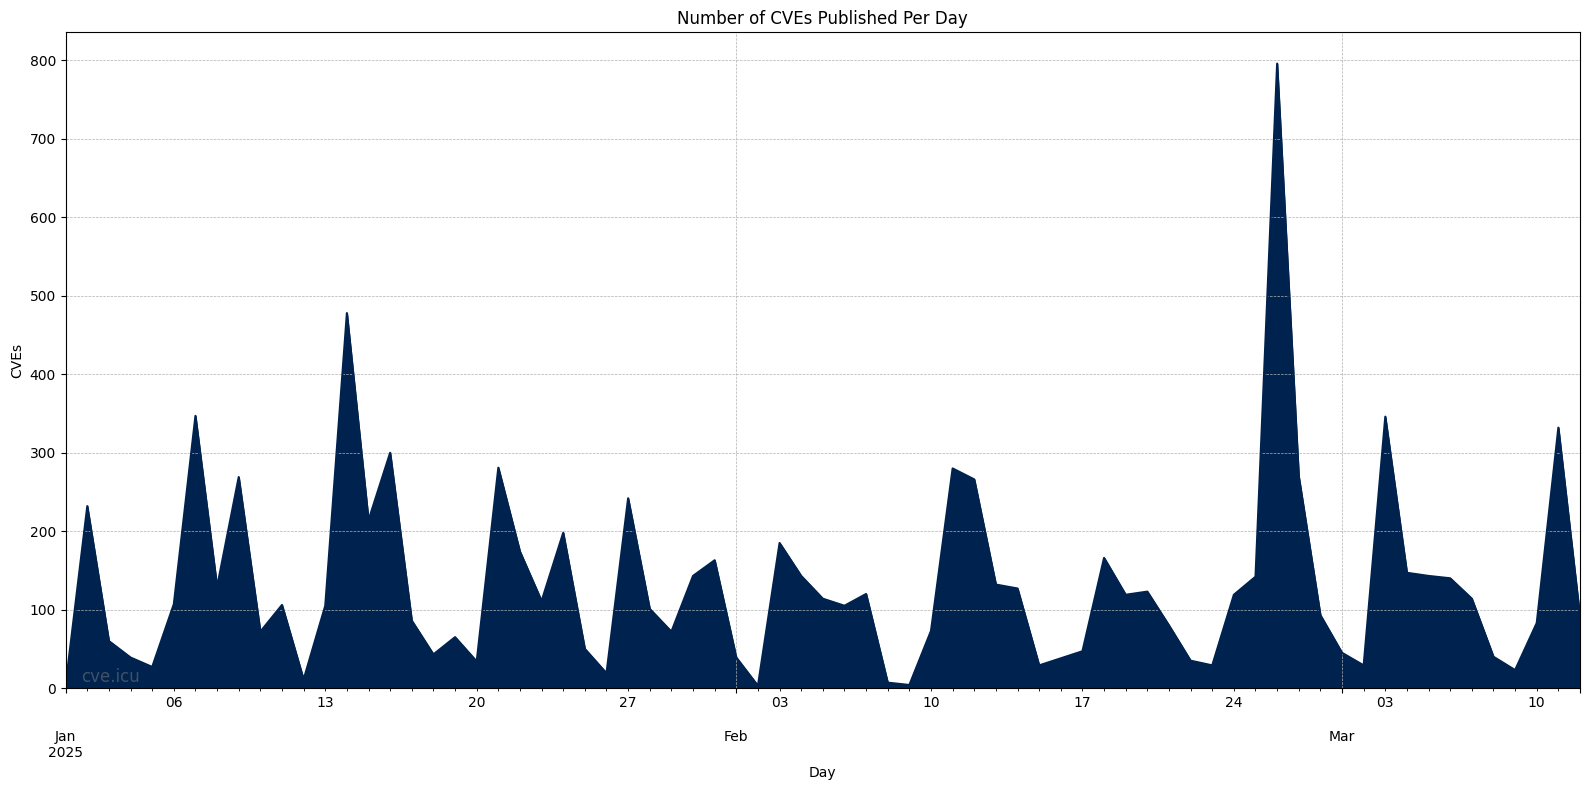 Number of CVEs Published Per Day
800
700
600
500
400
300
200
100
0
CVEs
cve.icu
06 13 20 27 03 10 17 24 03 10
Jan Feb Mar
2025
Day